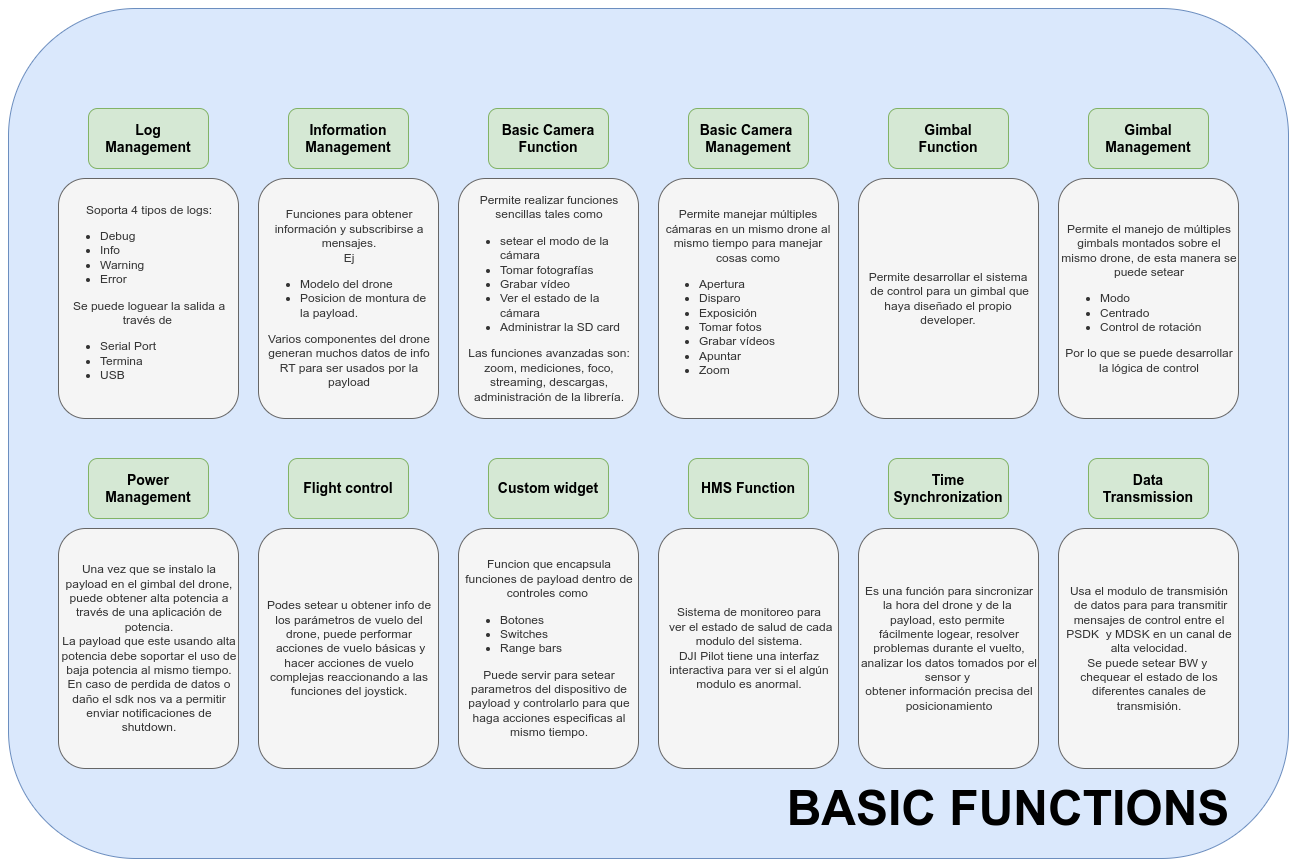 Log
Management
Soporta 4 tipos de logs:
Debug
Info
Warning
Error
Se puede loguear la salida a
través de
Serial Port
Termina
USB
Information
Management
Funciones para obtener
información y subscribirse a
mensajes.
Ej
Modelo del drone
Posicion de montura de
la payload.
Varios componentes del drone
generan muchos datos de info
RT para ser usados por la
payload
Basic Camera
Function
Permite realizar funciones
sencillas tales como
setear el modo de la
cámara
Tomar fotografías
Grabar vídeo
Ver el estado de la
cámara
Administrar la SD card
Las funciones avanzadas son:
zoom, mediciones, foco,
streaming, descargas,
administración de la librería.
Basic Camera
Management
Permite manejar múltiples
cámaras en un mismo drone al
mismo tiempo para manejar
cosas como
Apertura
Disparo
Exposición
Tomar fotos
Grabar vídeos
Apuntar
Zoom
Gimbal
Function
Permite desarrollar el sistema
de control para un gimbal que
haya diseñado el propio
developer.
Gimbal
Management
Permite el manejo de múltiples
gimbals montados sobre el
mismo drone, de esta manera se
puede setear
Modo
Centrado
Control de rotación
Por lo que se puede desarrollar
la lógica de control
Power
Management
Una vez que se instalo la
payload en el gimbal del drone,
puede obtener alta potencia a
través de una aplicación de
potencia.
La payload que este usando alta
potencia debe soportar el uso de
baja potencia al mismo tiempo.
En caso de perdida de datos o
daño el sdk nos va a permitir
enviar notificaciones de
shutdown.
Flight control
Podes setear u obtener info de
los parámetros de vuelo del
drone, puede performar
acciones de vuelo básicas y
hacer acciones de vuelo
complejas reaccionando a las
funciones del joystick.
Custom widget
Funcion que encapsula
funciones de payload dentro de
controles como
Botones
Switches
Range bars
Puede servir para setear
parametros del dispositivo de
payload y controlarlo para que
haga acciones especificas al
mismo tiempo.
HMS Function
Sistema de monitoreo para
ver el estado de salud de cada
modulo del sistema.
DJI Pilot tiene una interfaz
interactiva para ver si el algún
modulo es anormal.
Time
Synchronization
Es una función para sincronizar
la hora del drone y de la
payload, esto permite
fácilmente logear, resolver
problemas durante el vuelto,
analizar los datos tomados por el
sensor y
obtener información precisa del
posicionamiento
Data
Transmission
Usa el modulo de transmisión
de datos para para transmitir
mensajes de control entre el
PSDK y MDSK en un canal de
alta velocidad.
Se puede setear BW y
chequear el estado de los
diferentes canales de
transmisión.
BASIC FUNCTIONS